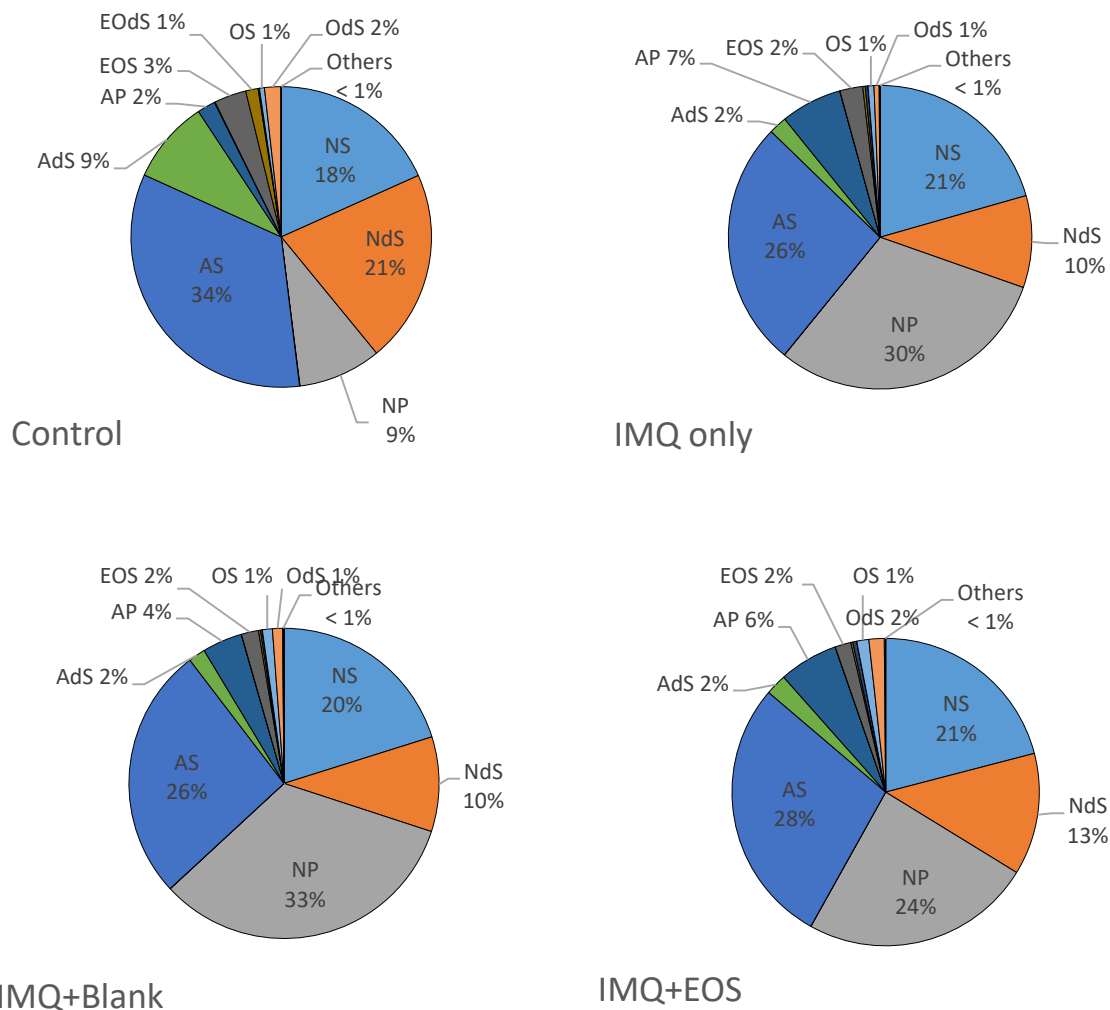 EOdS 1%
OS 1%
OdS 2%
EOS 3%
Others
< 1%
AP 2%
AdS 9%
NS
18%
NdS
21%
AS
34%
NP
9%
Control
OdS 1%
OS 1%
EOS 2%
AP 7%
Others
< 1%
AdS 2%
NS
21%
AS
26%
NdS
10%
NP
30%
IMQ only
EOS 2%
OS 1%
OdS 1%
Others
< 1%
AP 4%
AdS 2%
NS
20%
AS
26%
NdS
10%
NP
33%
IMQ+Blank
EOS 2%
OS 1%
Others
< 1%
AP 6%
OdS 2%
AdS 2%
NS
21%
AS
28%
NdS
13%
NP
24%
IMQ+EOS